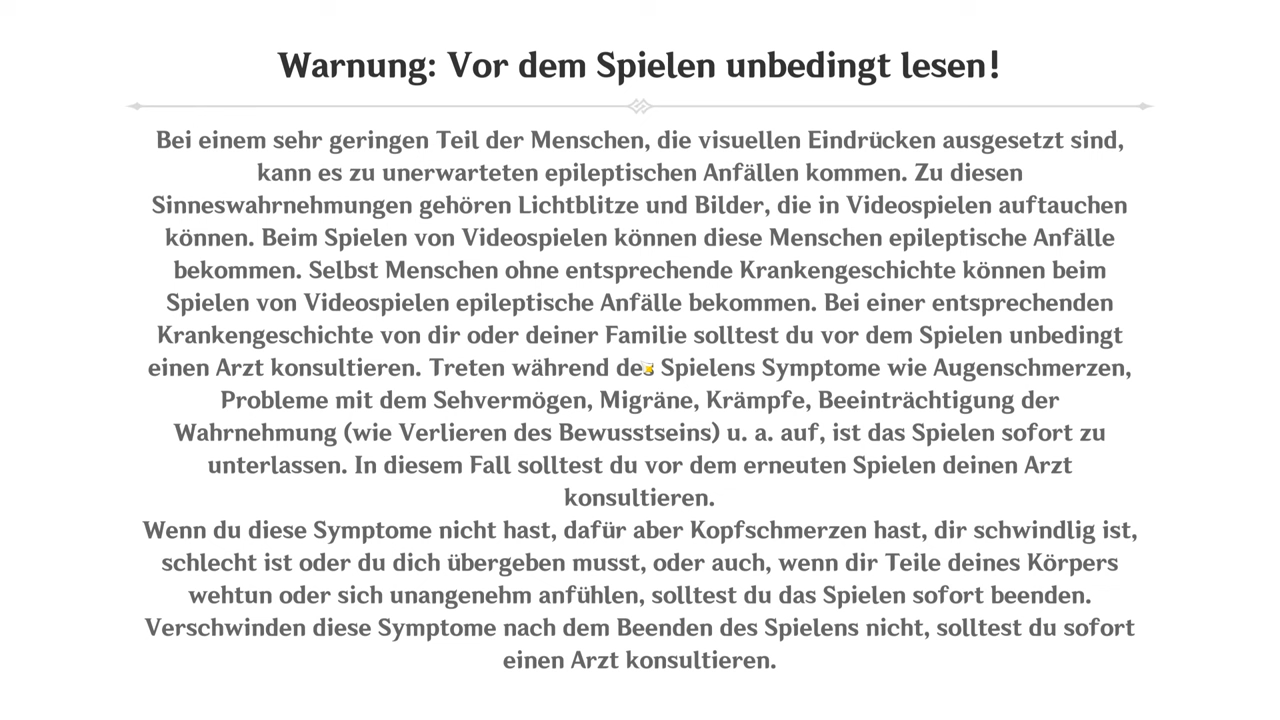 Warnung: Vor dem Spielen unbedingt lesen!
Bei einem sehr geringen Teil der Menschen, die visuellen Eindrücken ausgesetzt sind,
kann es zu unerwarteten epileptischen Anfällen kommen. Zu diesen
Sinneswahrnehmungen gehören Lichtblitze und Bilder, die in Videospielen auftauchen
können. Beim Spielen von Videospielen können diese Menschen epileptische Anfälle
bekommen. Selbst Menschen ohne entsprechende Krankengeschichte können beim
Spielen von Videospielen epileptische Anfälle bekommen. Bei einer entsprechenden
Krankengeschichte von dir oder deiner Familie solltest du vor dem Spielen unbedingt
einen Arzt konsultieren. Treten während des Spielens Symptome wie Augenschmerzen,
Probleme mit dem Sehvermögen, Migräne, Krämpfe, Beeinträchtigung der
Wahrnehmung (wie Verlieren des Bewusstseins) u. a. auf, ist das Spielen sofort zu
unterlassen. In diesem Fall solltest du vor dem erneuten Spielen deinen Arzt
konsultieren.
Wenn du diese Symptome nicht hast, dafür aber Kopfschmerzen hast, dir schwindlig ist,
schlecht ist oder du dich übergeben musst, oder auch, wenn dir Teile deines Körpers
wehtun oder sich unangenehm anfühlen, solltest du das Spielen sofort beenden.
Verschwinden diese Symptome nach dem Beenden des Spielens nicht, solltest du sofort
einen Arzt konsultieren.